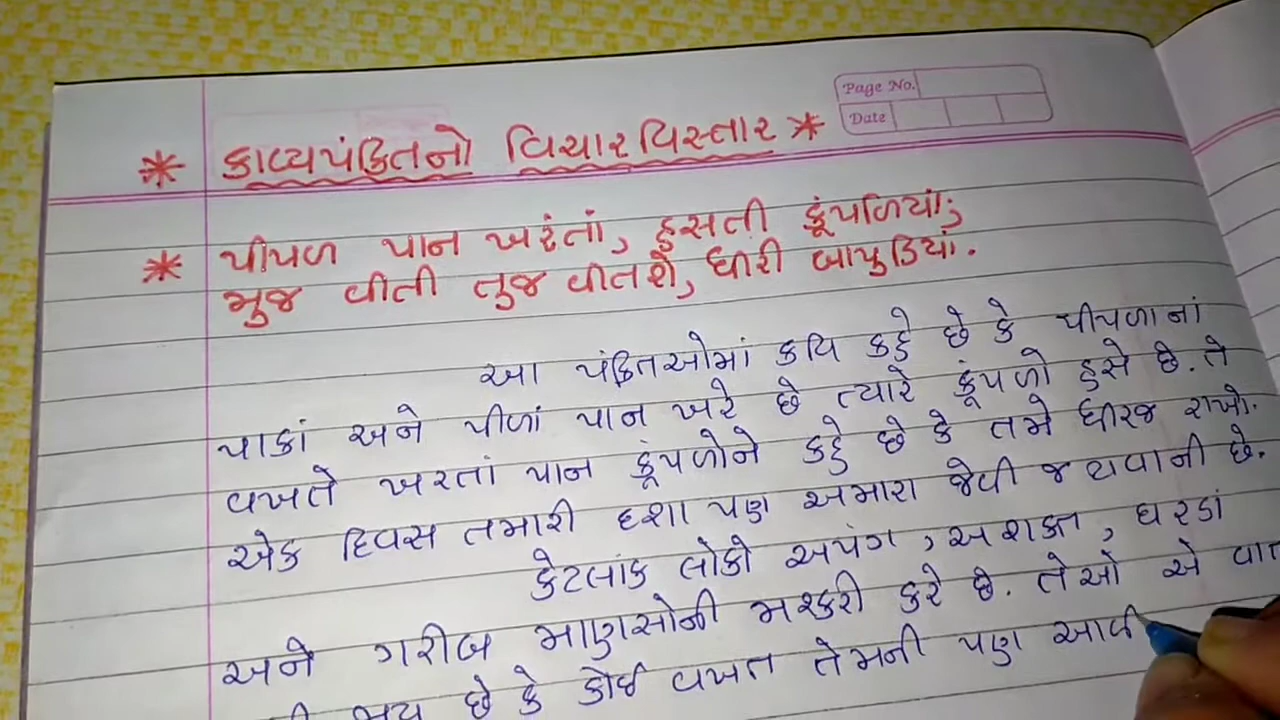 Page No.
Date
* કાવ્યપંક્તિનો વિચારવિસ્તાર *
* પીપળ પાન ખરંતાં, હસતી કૂંપળિયાં;
મુજ વીતી તુજ વીતશે, ધીરી બાપુડિયાં.
આ પંક્તિઓમાં કવિ કહે છે કે પીપળાનાં
પાકાં અને પીળાં પાન ખરે છે ત્યારે કૂંપળો હસે છે. તે
વખતે ખરતાં પાન કૂંપળોને કહે છે કે તમે ધીરજ રાખો.
એક દિવસ તમારી દશા પણ અમારા જેવી જ થવાની છે.
કેટલાંક લોકો અપંગ, અશક્ત, ઘરડાં
અને ગરીબ માણસોની મશ્કરી કરે છે. તેઓ એ વાત
છે કે કોઈ વખત તેમની પણ આવી